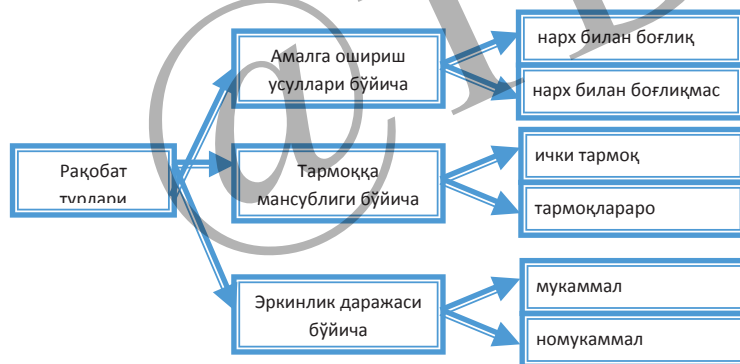 Рақобат
турлари
Амалга ошириш
усуллари бўйича
нарх билан боғлиқ
нарх билан боғлиқмас
Тармоққа
мансублиги бўйича
ички тармоқ
тармоқлараро
Эркинлик даражаси
бўйича
мукаммал
номукаммал